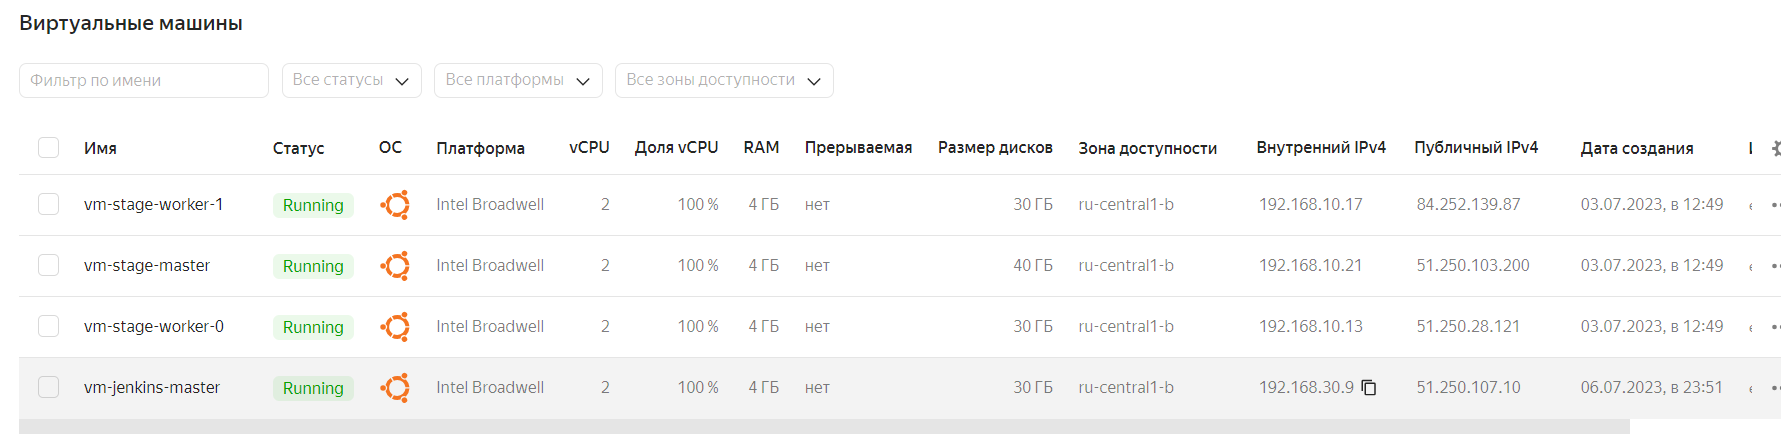 Виртуальные машины
Фильтр по имени Все статусы Все платформы Все зоны доступности
Имя Статус ОС Платформа vCPU Доля vCPU RAM Прерываемая Размер дисков Зона доступности Внутренний IPv4 Публичный IPv4 Дата создания
vm-stage-worker-1 Running Intel Broadwell 2 100 % 4 ГБ нет 30 ГБ ru-central1-b 192.168.10.17 84.252.139.87 03.07.2023, в 12:49
vm-stage-master Running Intel Broadwell 2 100 % 4 ГБ нет 40 ГБ ru-central1-b 192.168.10.21 51.250.103.200 03.07.2023, в 12:49
vm-stage-worker-0 Running Intel Broadwell 2 100 % 4 ГБ нет 30 ГБ ru-central1-b 192.168.10.13 51.250.28.121 03.07.2023, в 12:49
vm-jenkins-master Running Intel Broadwell 2 100 % 4 ГБ нет 30 ГБ ru-central1-b 192.168.30.9 51.250.107.10 06.07.2023, в 23:51